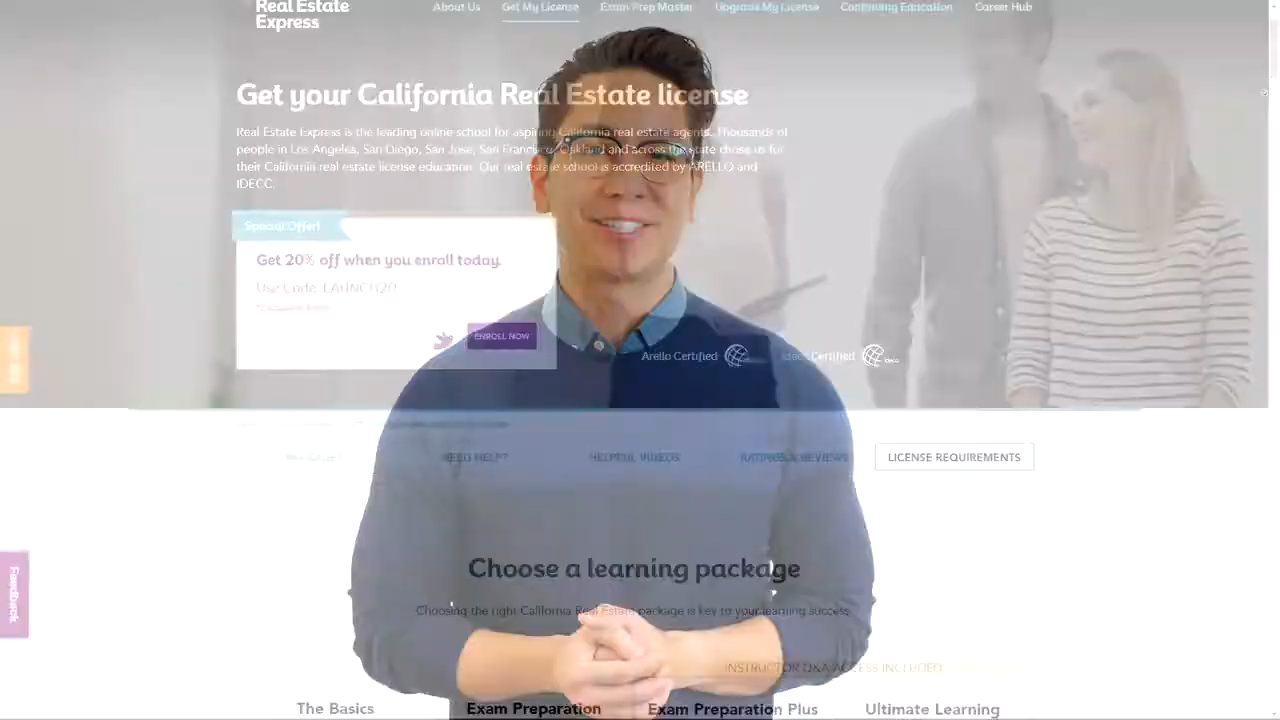 Real Estate
Express
About Us
Get My License
Exam Prep Master
Upgrade My License
Continuing Education
Career Hub
Get your California Real Estate license
Real Estate Express is the leading online school for aspiring California real estate agents. Thousands of
people in Los Angeles, San Diego, San Jose, San Francisco, Oakland and across the state chose us for
their California real estate license education. Our real estate school is accredited by ARELLO and
IDECC.
Special Offer!
Get 20% off when you enroll today.
Use Code: LAUNCH20
ENROLL NOW
Arello Certified
Certified
NEED HELP?
HELPFUL VIDEOS
RATINGS & REVIEWS
LICENSE REQUIREMENTS
Feedback
Choose a learning package
Choosing the right California Real Estate package is key to your learning success
INSTRUCTOR Q&A ACCESS INCLUDED
The Basics
Exam Preparation
Exam Preparation Plus
Ultimate Learning